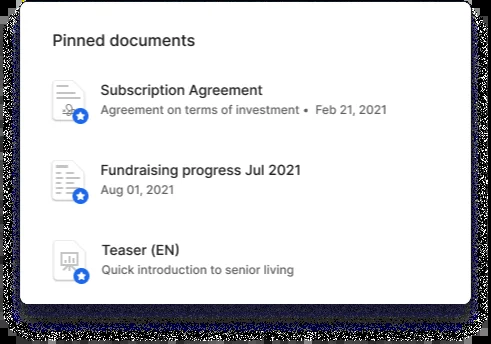 Pinned documents
Subscription Agreement
Agreement on terms of investment • Feb 21, 2021
Fundraising progress Jul 2021
Aug 01, 2021
Teaser (EN)
Quick introduction to senior living